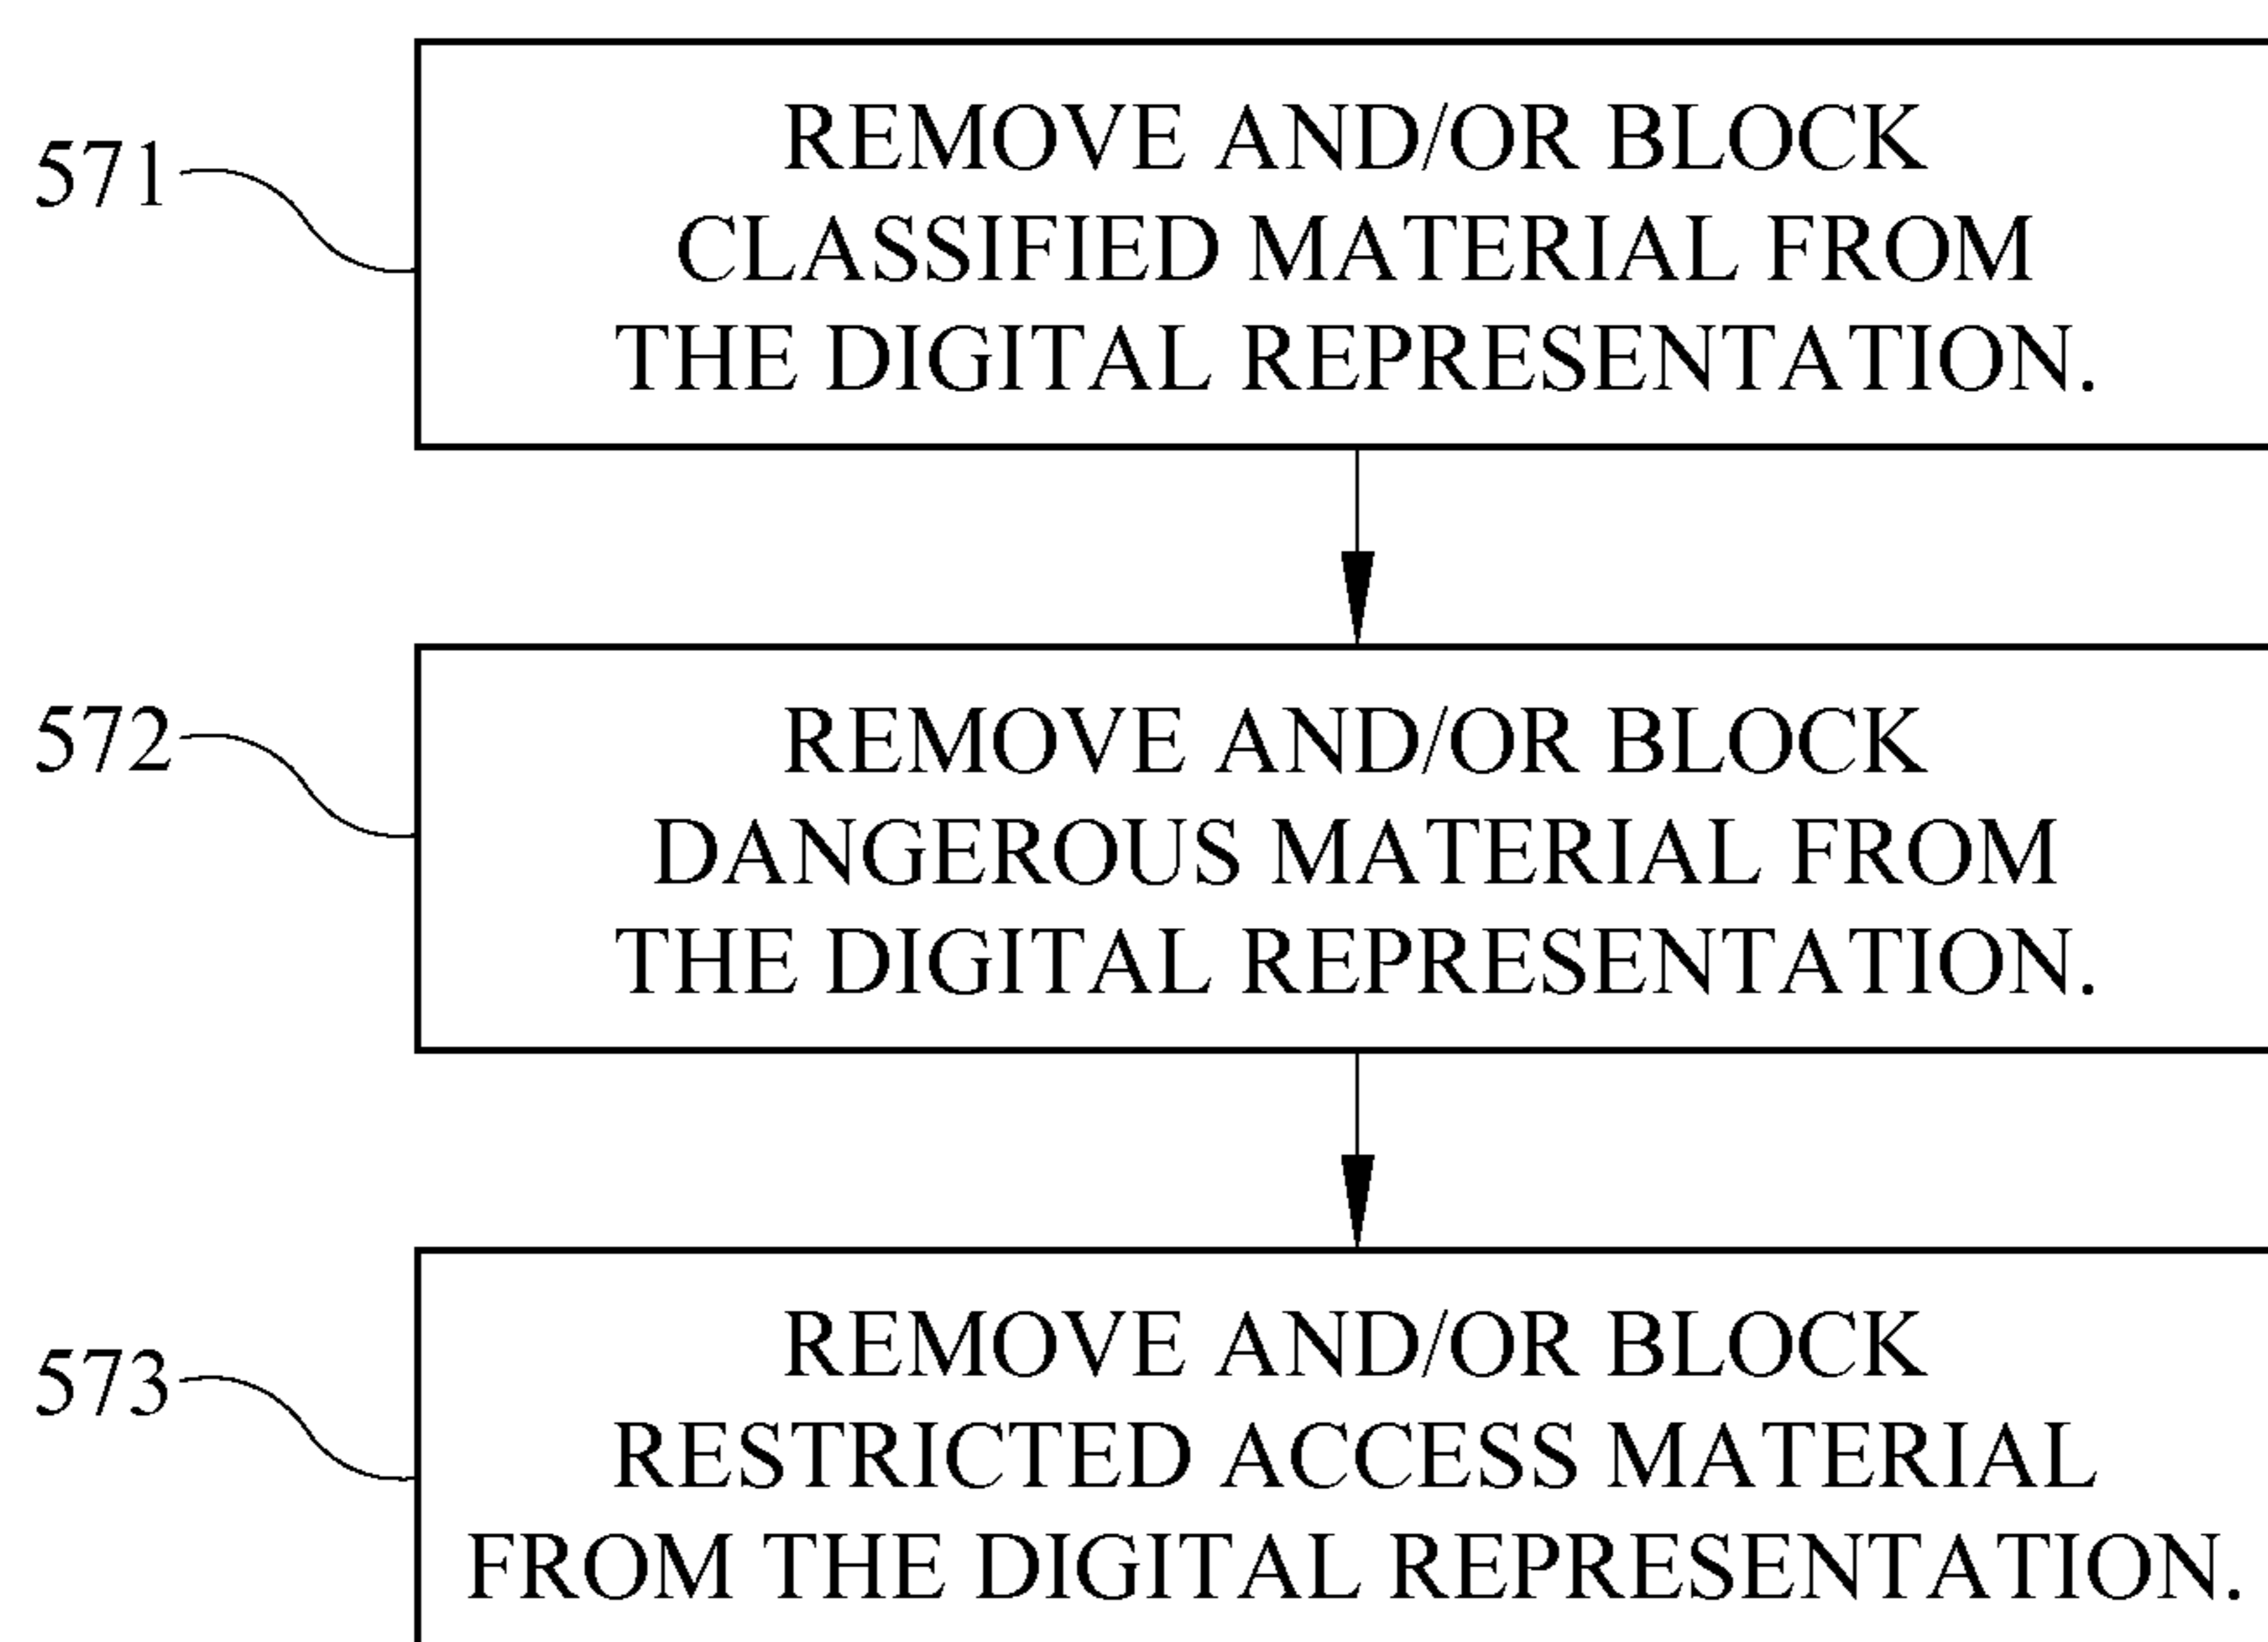 571
REMOVE AND/OR BLOCK
CLASSIFIED MATERIAL FROM
THE DIGITAL REPRESENTATION.
572
REMOVE AND/OR BLOCK
DANGEROUS MATERIAL FROM
THE DIGITAL REPRESENTATION.
573
REMOVE AND/OR BLOCK
RESTRICTED ACCESS MATERIAL
FROM THE DIGITAL REPRESENTATION.